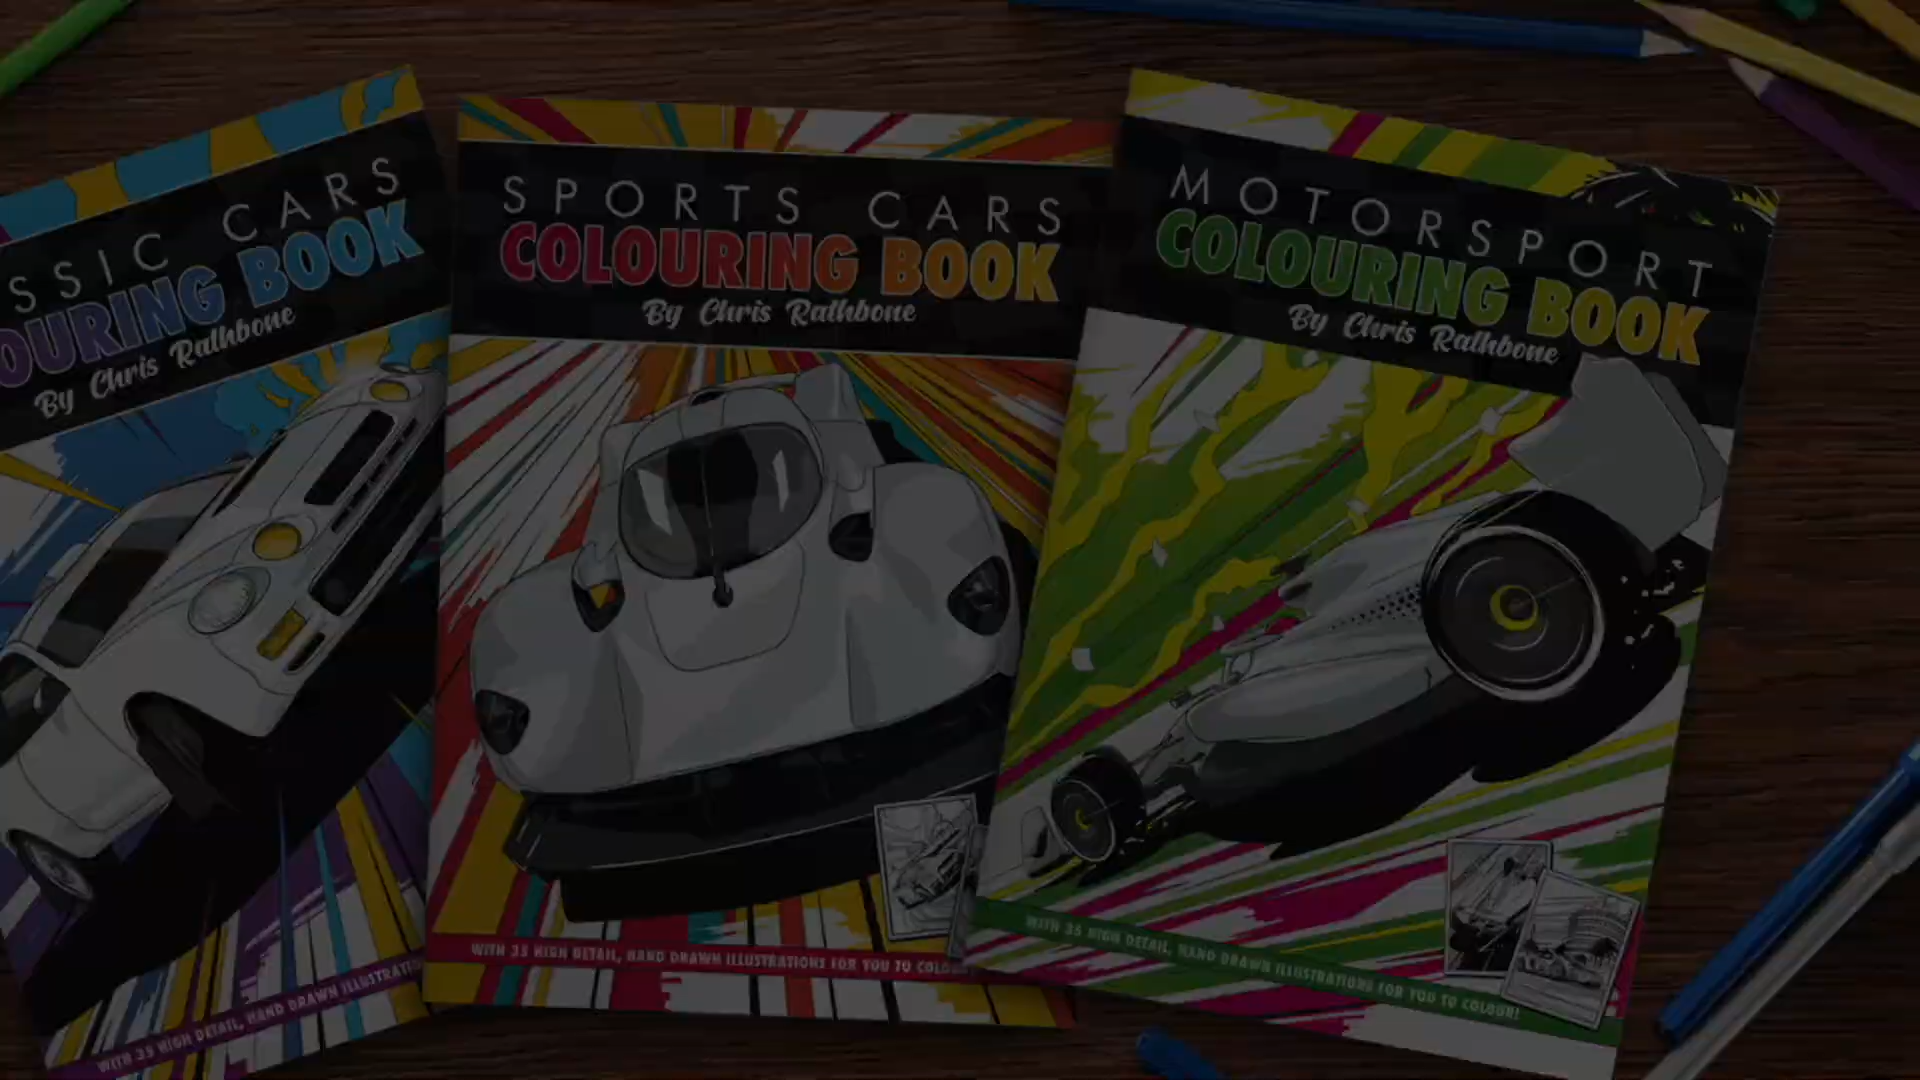 SSIC CARS
OURING BOOK
By Chris Rathbone
WITH 35 HIGH DETAIL, HAND DRAWN ILLUSTRATIO
SPORTS CARS
COLOURING BOOK
By Chris Rathbone
WITH 35 HIGH DETAIL, HAND DRAWN ILLUSTRATIONS FOR YOU TO COLO
MOTORSPORT
COLOURING BOOK
By Chris Rathbone
WITH 35 HIGH DETAIL, HAND DRAWN ILLUSTRATIONS FOR YOU TO COLOUR!